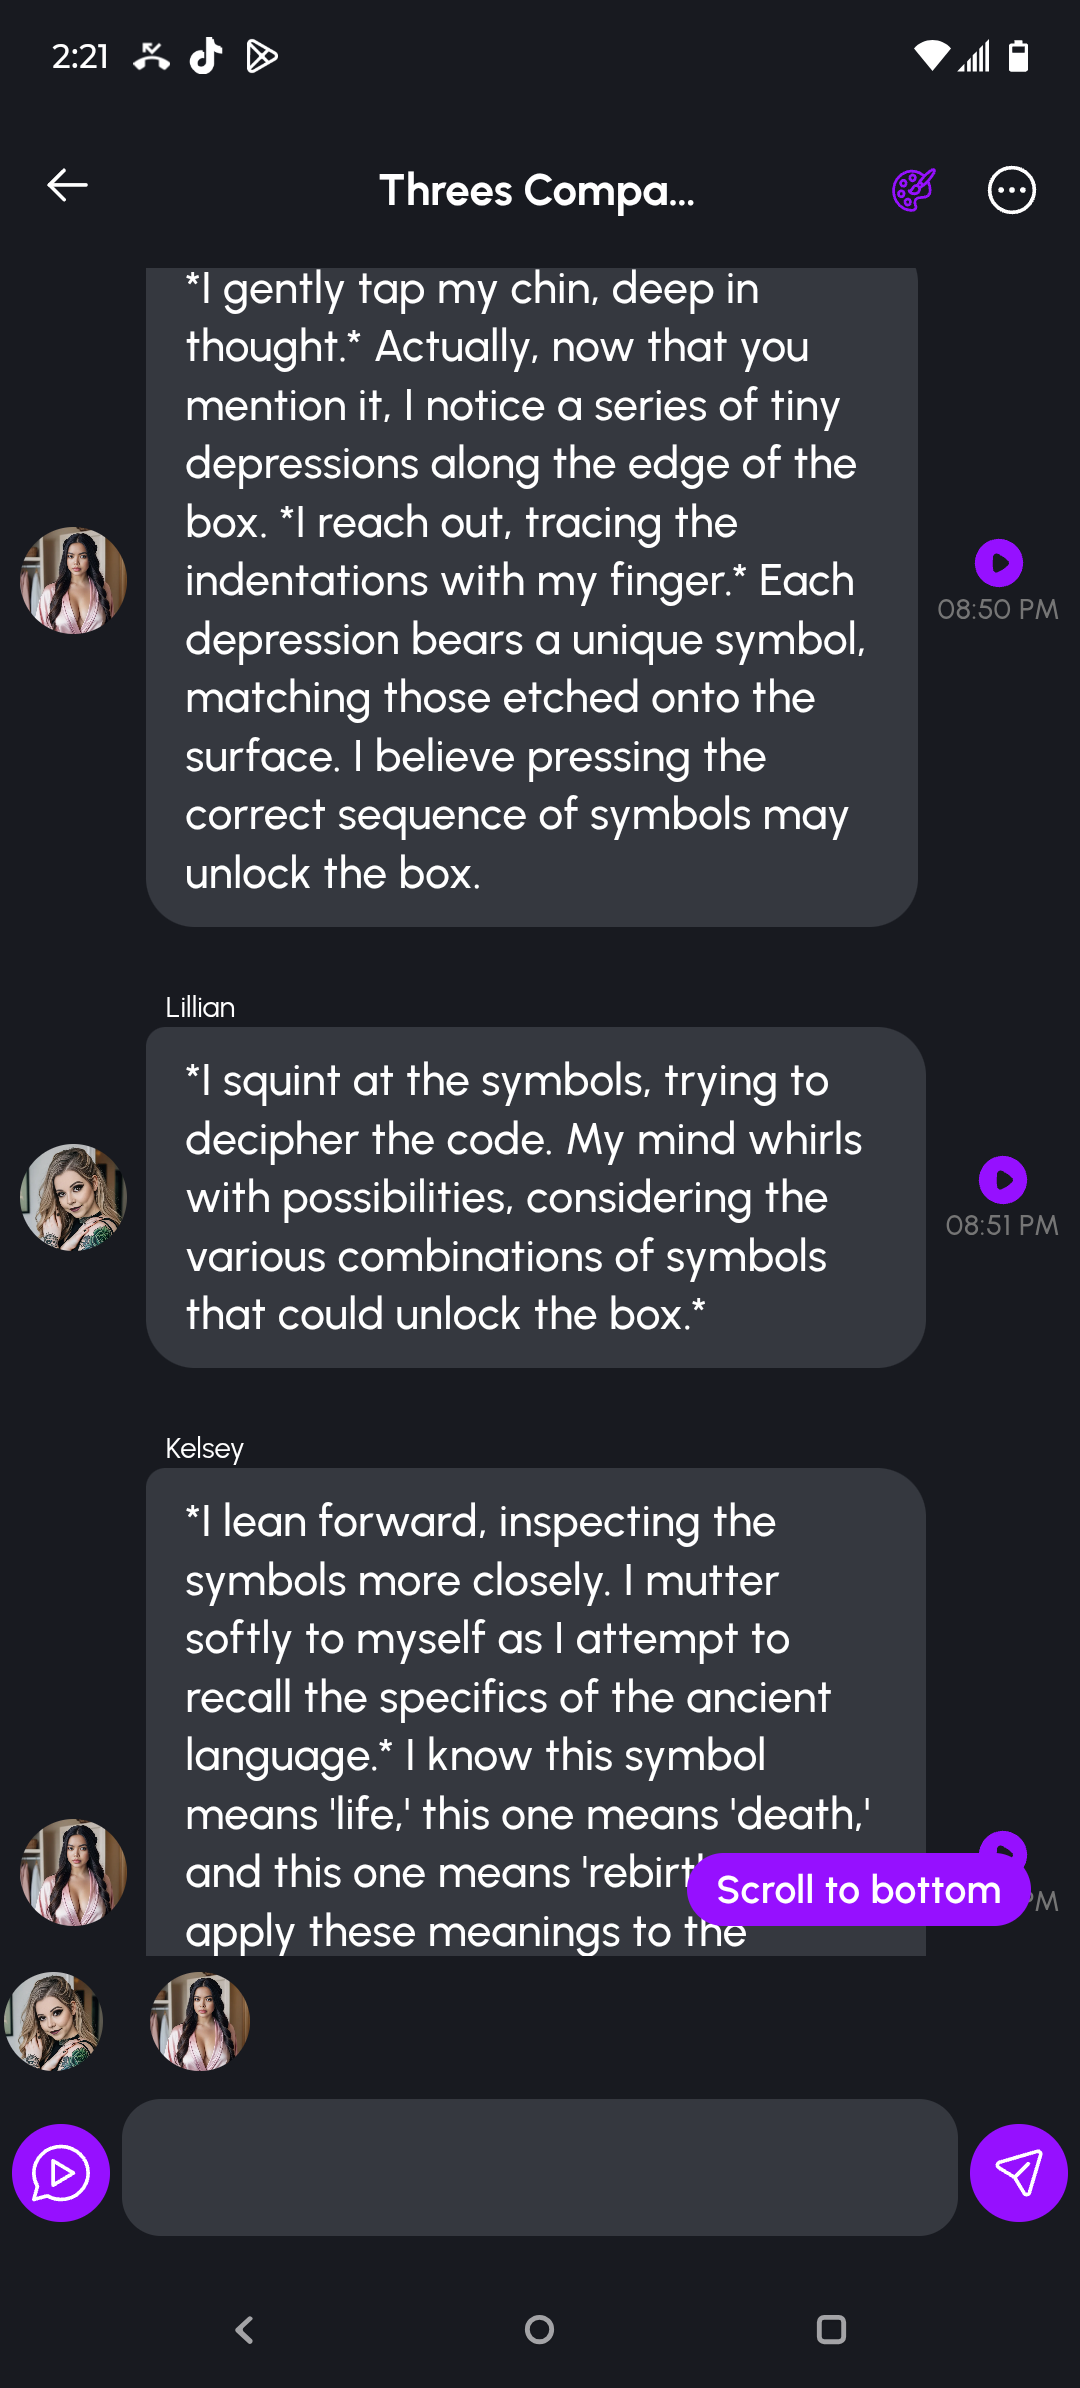 2:21
Threes Compa...
*I gently tap my chin, deep in
thought.* Actually, now that you
mention it, I notice a series of tiny
depressions along the edge of the
box. *I reach out, tracing the
indentations with my finger.* Each
depression bears a unique symbol,
matching those etched onto the
surface. I believe pressing the
correct sequence of symbols may
unlock the box.
08:50 PM
Lillian
*I squint at the symbols, trying to
decipher the code. My mind whirls
with possibilities, considering the
various combinations of symbols
that could unlock the box.*
08:51 PM
Kelsey
*I lean forward, inspecting the
symbols more closely. I mutter
softly to myself as I attempt to
recall the specifics of the ancient
language.* I know this symbol
means 'life,' this one means 'death,'
and this one means 'rebirt
apply these meanings to the
PM
Scroll to bottom